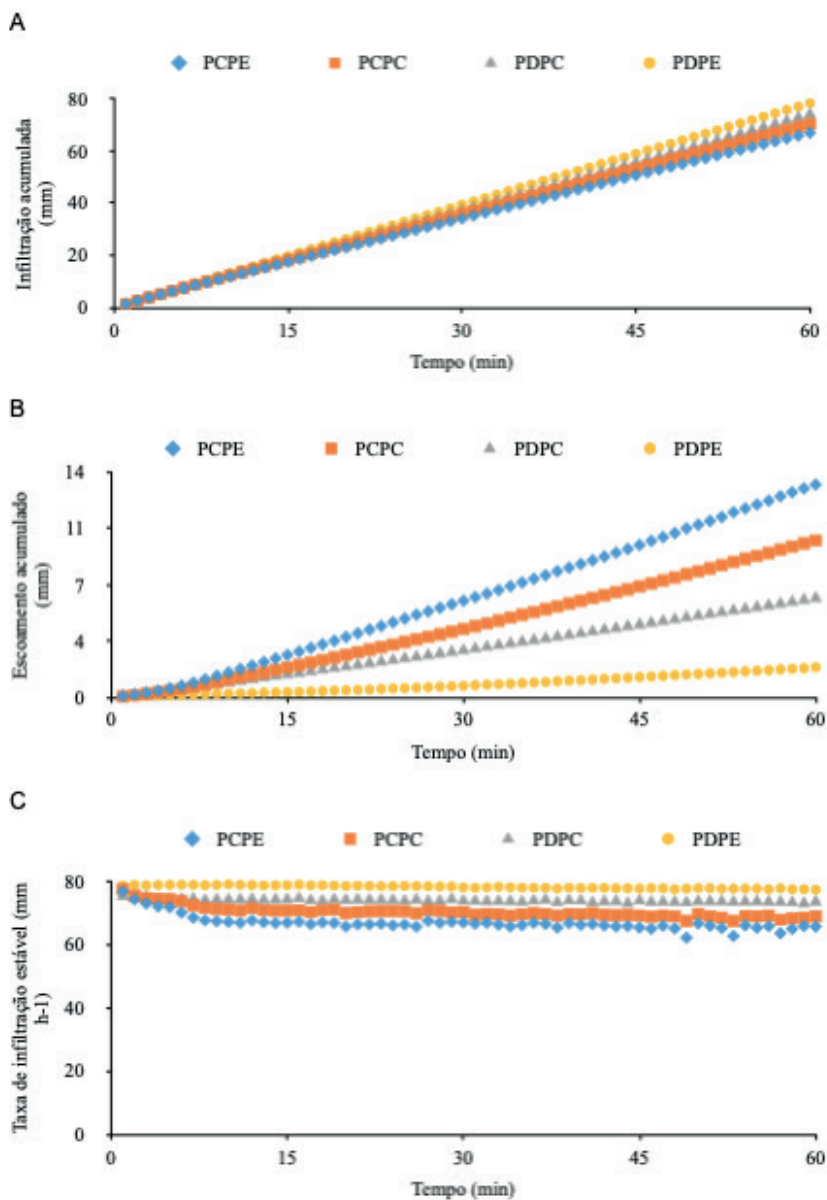 A
PCPE PCPC PDPC PDPE
Infiltração acumulada
(mm)
80
60
40
20
0
0 15 30 45 60
Tempo (min)
B
PCPE PCPC PDPC PDPE
Escoamento acumulado
(mm)
14
11
7
4
0
0 15 30 45 60
Tempo (min)
C
PCPE PCPC PDPC PDPE
Taxa de infiltração estável (mm
h-1)
80
60
40
20
0
0 15 30 45 60
Tempo (min)